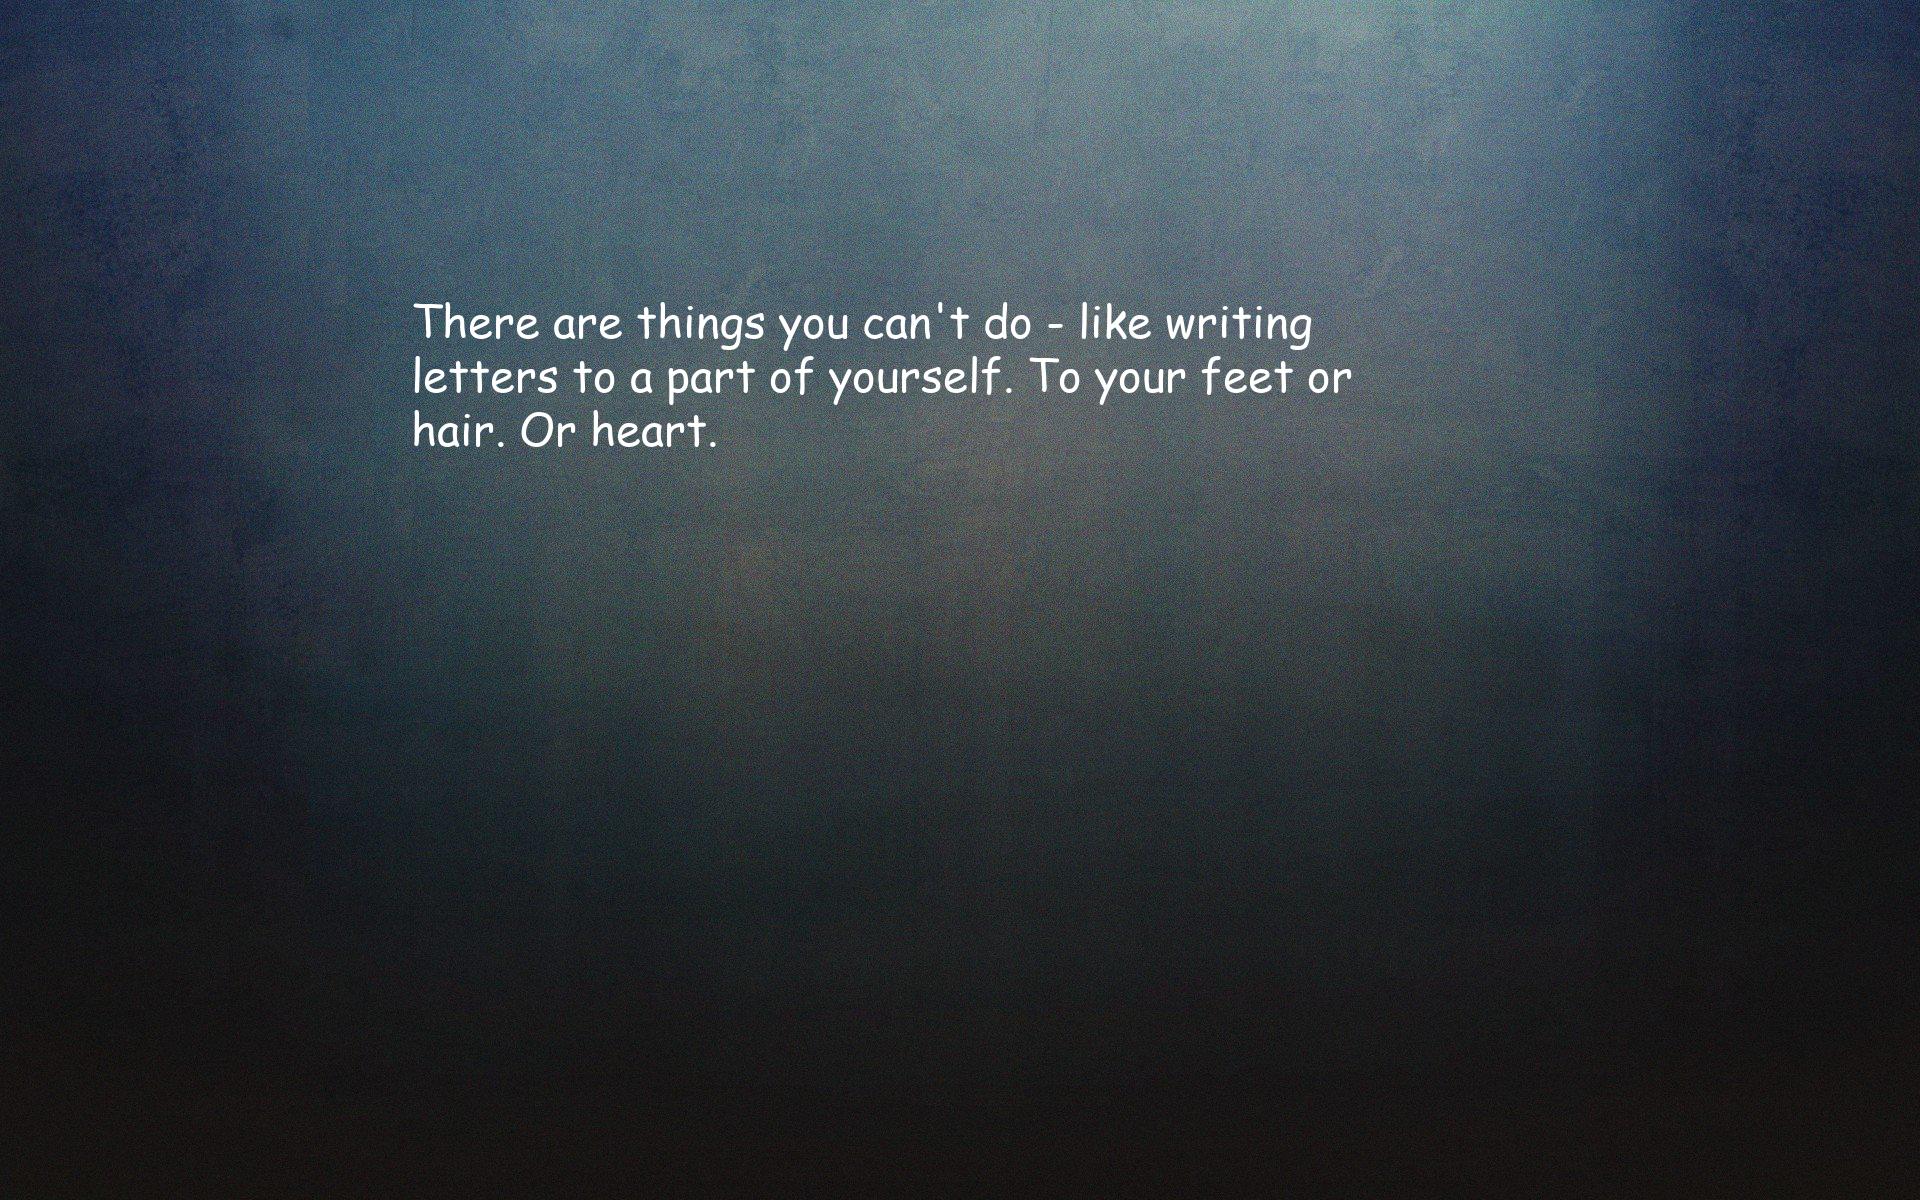 There are things you can't do - like writing
letters to a part of yourself. To your feet or
hair. Or heart.